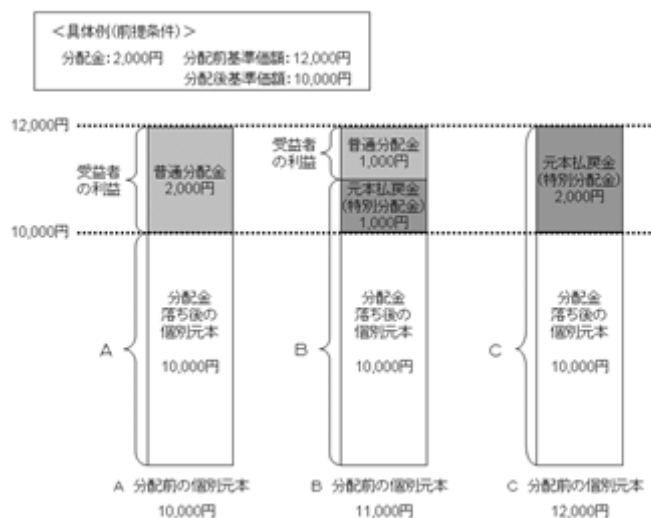 ＜具体例(前提条件)＞
分配金：2,000円　分配前基準価額：12,000円
分配後基準価額：10,000円
12,000円
受益者
の利益
普通分配金
2,000円
10,000円
A
分配金
落ち後の
個別元本
10,000円
A 分配前の個別元本
10,000円
受益者
の利益
普通分配金
1,000円
元本払戻金
(特別分配金)
1,000円
B
分配金
落ち後の
個別元本
10,000円
B 分配前の個別元本
11,000円
元本払戻金
(特別分配金)
2,000円
C
分配金
落ち後の
個別元本
10,000円
C 分配前の個別元本
12,000円